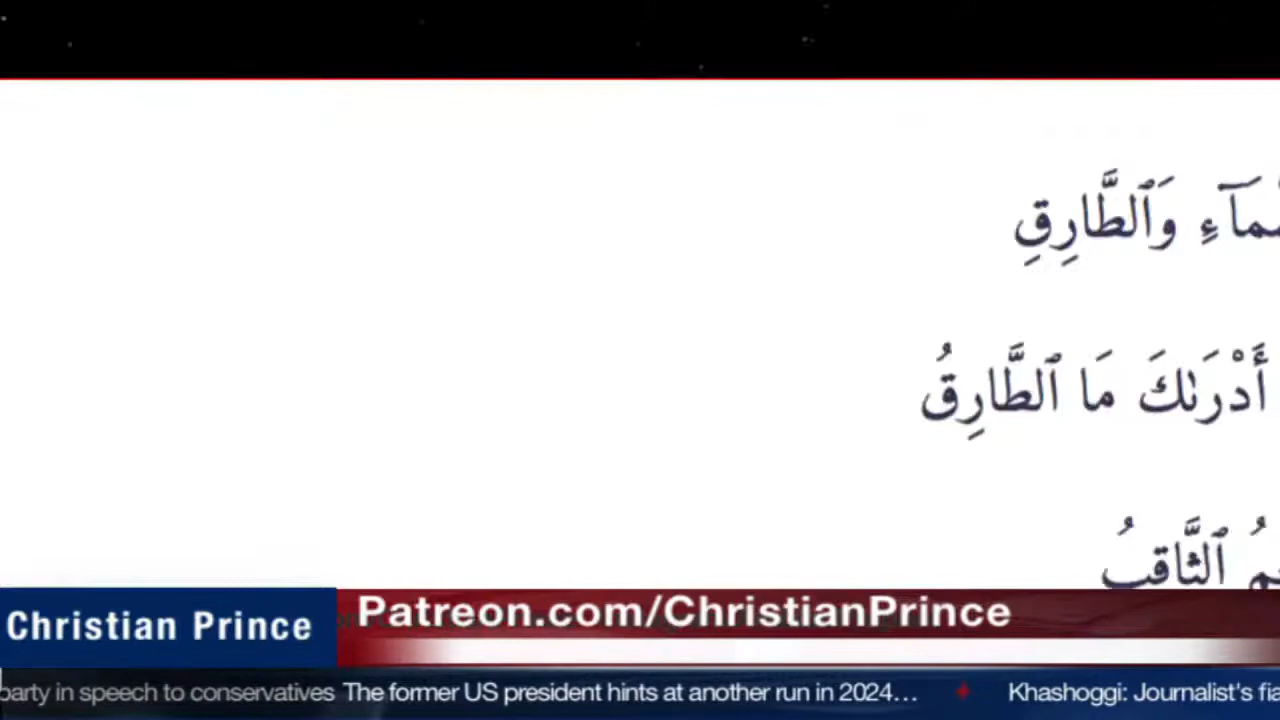 وَٱلطَّارِقِ
أَدْرَىٰكَ مَا ٱلطَّارِقُ
ٱلثَّاقِبُ
Christian Prince
Patreon.com/ChristianPrince
party in speech to conservatives The former US president hints at another run in 2024… Khashoggi: Journalist's